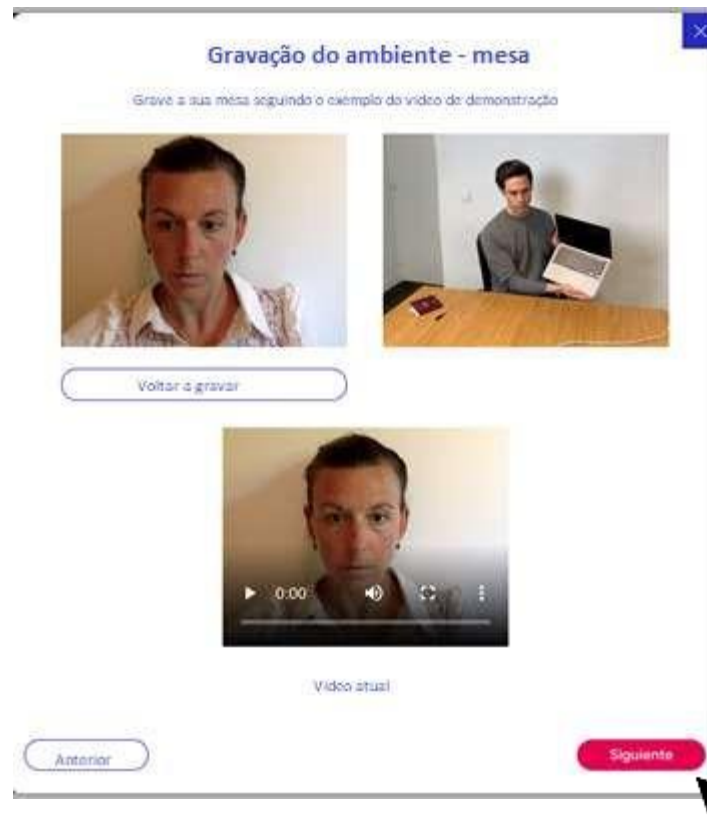 Gravação do ambiente - mesa
Grave a sua mesa seguindo o exemplo do vídeo de demonstração
Voltar a gravar
0:00
Vídeo atual
Anterior
Siguiente